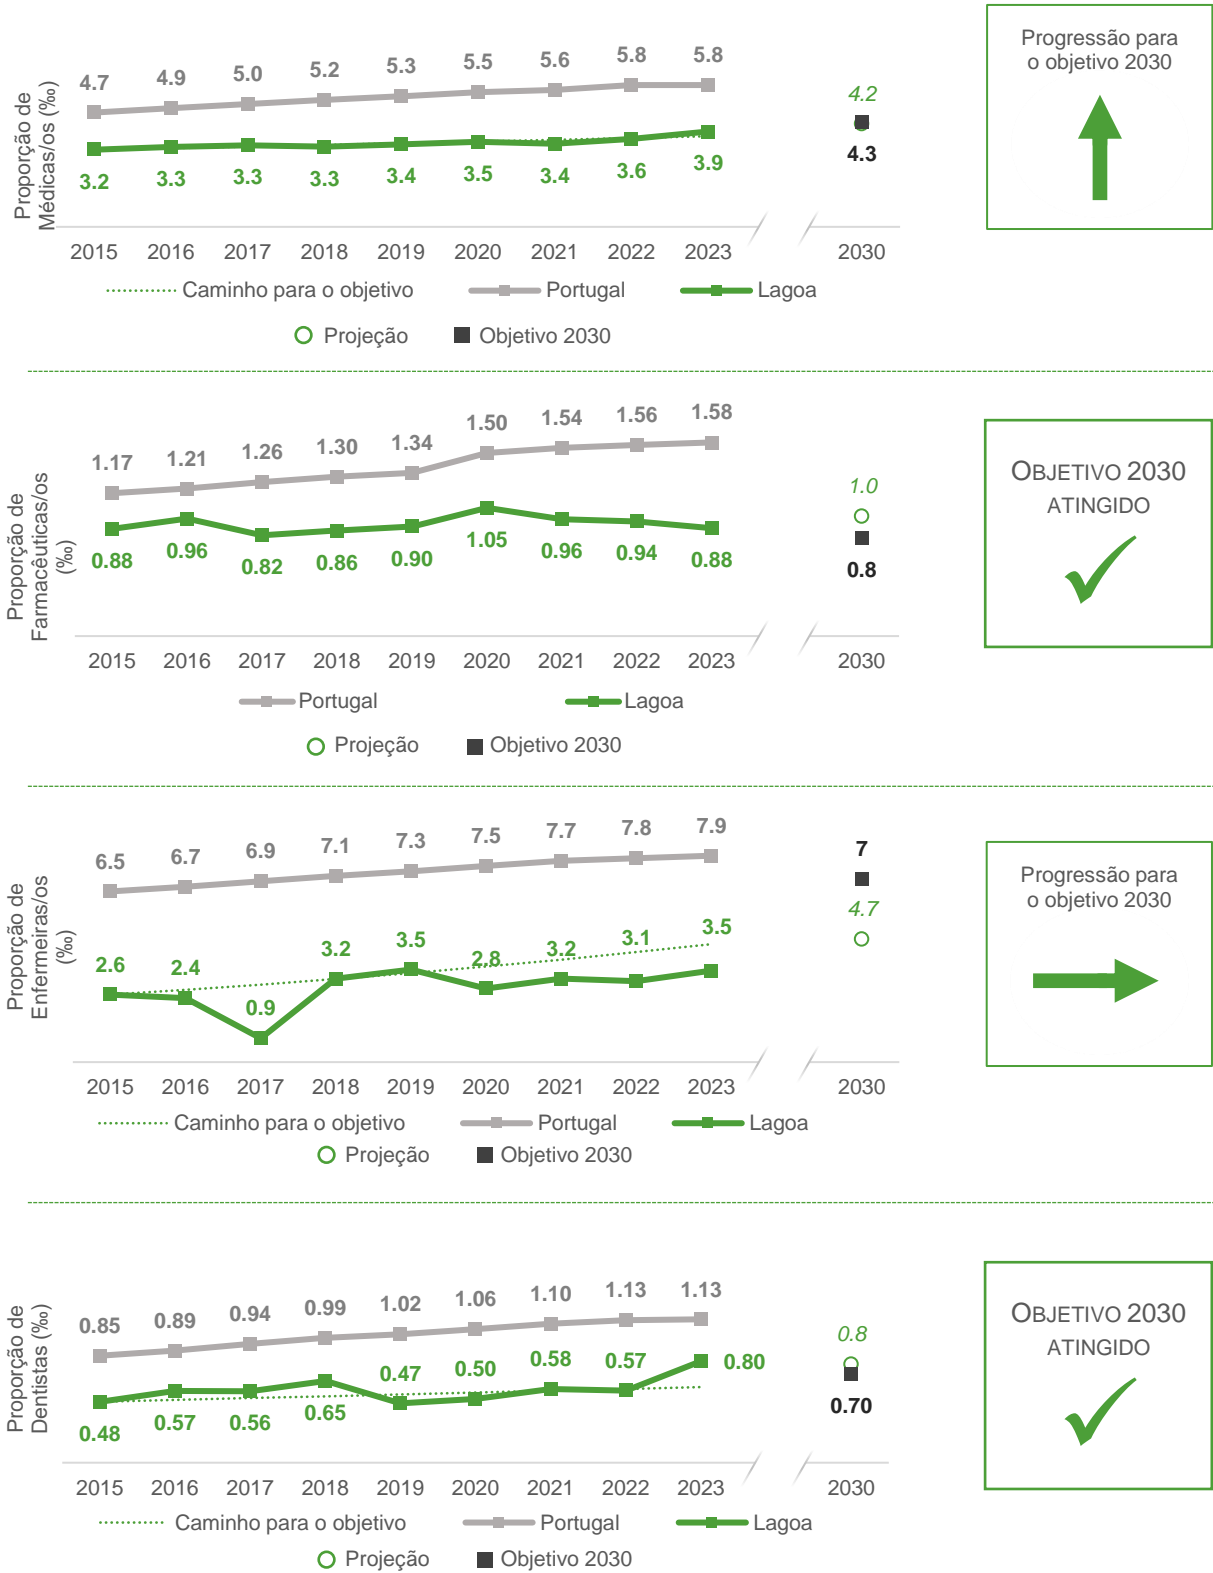 Proporção de
Médicas/os (‰)
4.7 4.9 5.0 5.2 5.3 5.5 5.6 5.8 5.8
3.2 3.3 3.3 3.3 3.4 3.5 3.4 3.6 3.9
4.2
4.3
2015 2016 2017 2018 2019 2020 2021 2022 2023 2030
Caminho para o objetivo Portugal Lagoa
Projeção Objetivo 2030
Progressão para
o objetivo 2030
Proporção de
Farmacêuticas/os
(‰)
1.17 1.21 1.26 1.30 1.34 1.50 1.54 1.56 1.58
0.88 0.96 0.82 0.86 0.90 1.05 0.96 0.94 0.88
1.0
0.8
2015 2016 2017 2018 2019 2020 2021 2022 2023 2030
Portugal Lagoa
Projeção Objetivo 2030
OBJETIVO 2030
ATINGIDO
Proporção de
Enfermeiras/os
(‰)
6.5 6.7 6.9 7.1 7.3 7.5 7.7 7.8 7.9
2.6 2.4 0.9 3.2 3.5 2.8 3.2 3.1 3.5
7
4.7
2015 2016 2017 2018 2019 2020 2021 2022 2023 2030
Caminho para o objetivo Portugal Lagoa
Projeção Objetivo 2030
Progressão para
o objetivo 2030
Proporção de
Dentistas (‰)
0.85 0.89 0.94 0.99 1.02 1.06 1.10 1.13 1.13
0.48 0.57 0.56 0.65 0.47 0.50 0.58 0.57 0.80
0.8
0.70
2015 2016 2017 2018 2019 2020 2021 2022 2023 2030
Caminho para o objetivo Portugal Lagoa
Projeção Objetivo 2030
OBJETIVO 2030
ATINGIDO